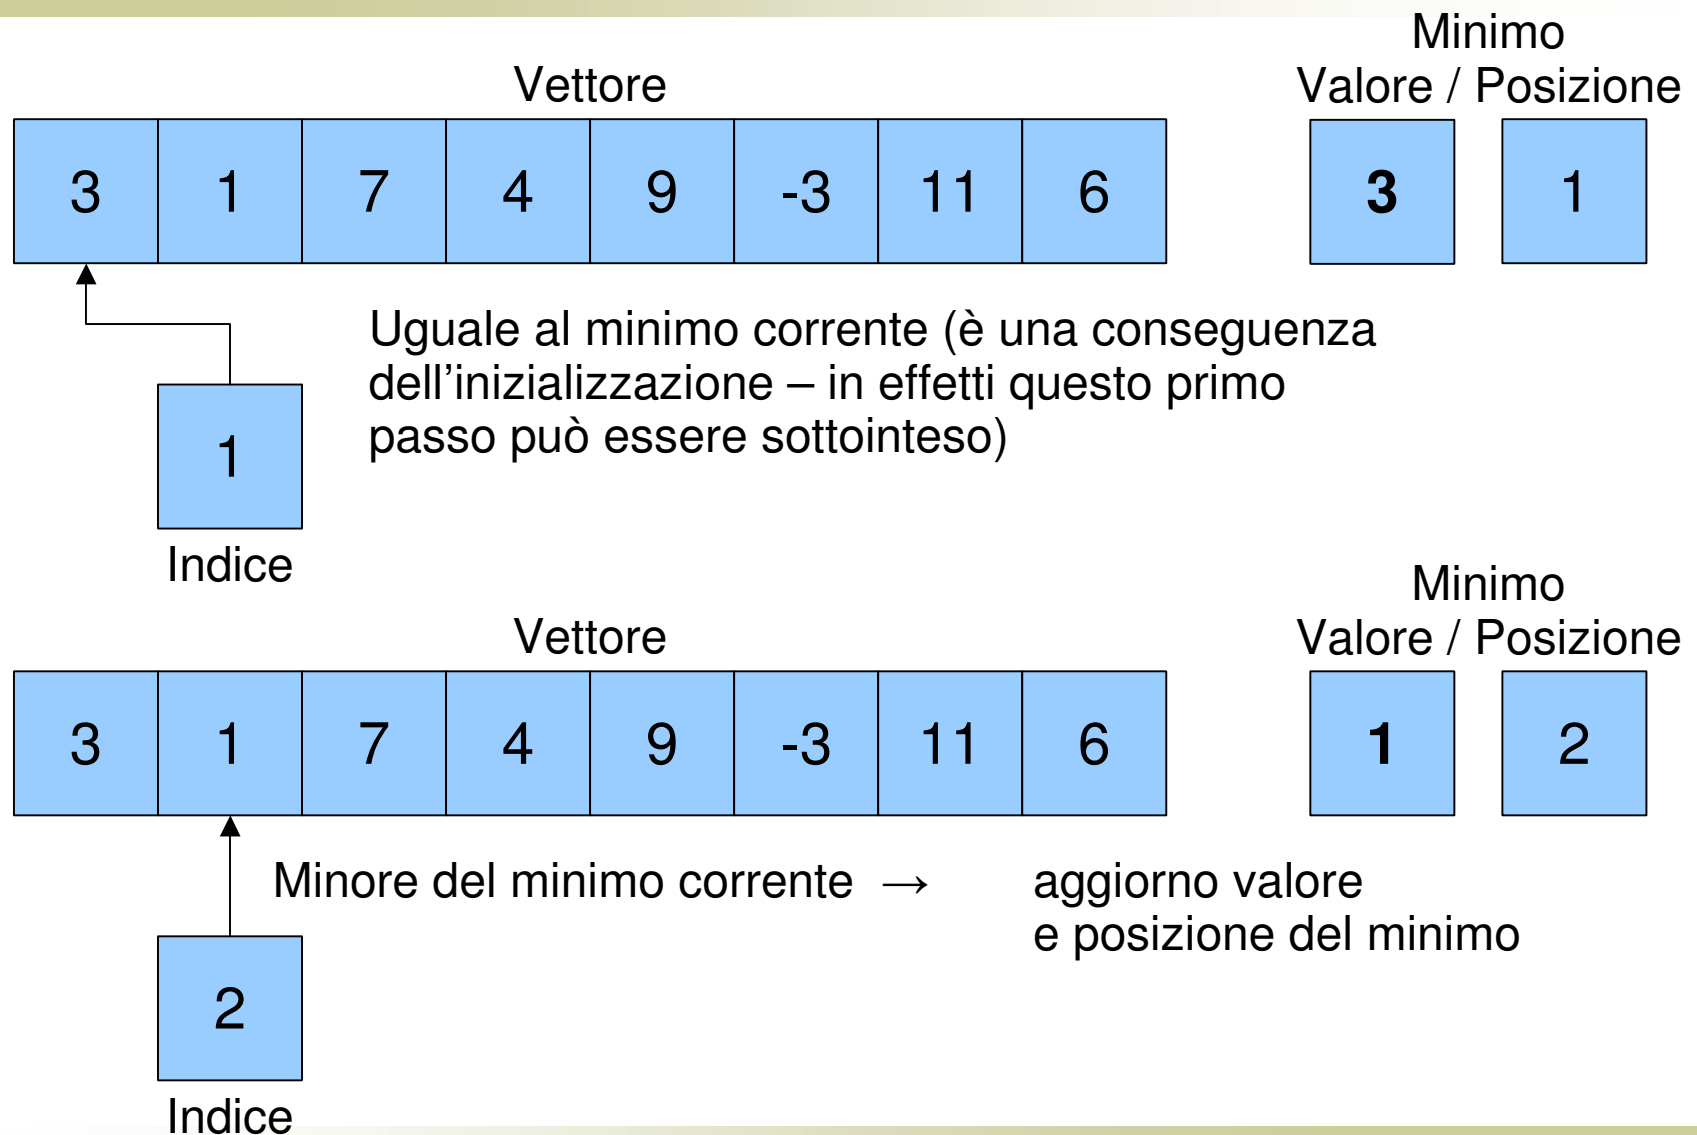 Minimo
Vettore
Valore / Posizione
3 1 7 4 9 -3 11 6 3 1
Uguale al minimo corrente (è una conseguenza
dell'inizializzazione – in effetti questo primo
passo può essere sottointeso)
1
Indice
Minimo
Vettore
Valore / Posizione
3 1 7 4 9 -3 11 6 1 2
Minore del minimo corrente → aggiorno valore
e posizione del minimo
2
Indice